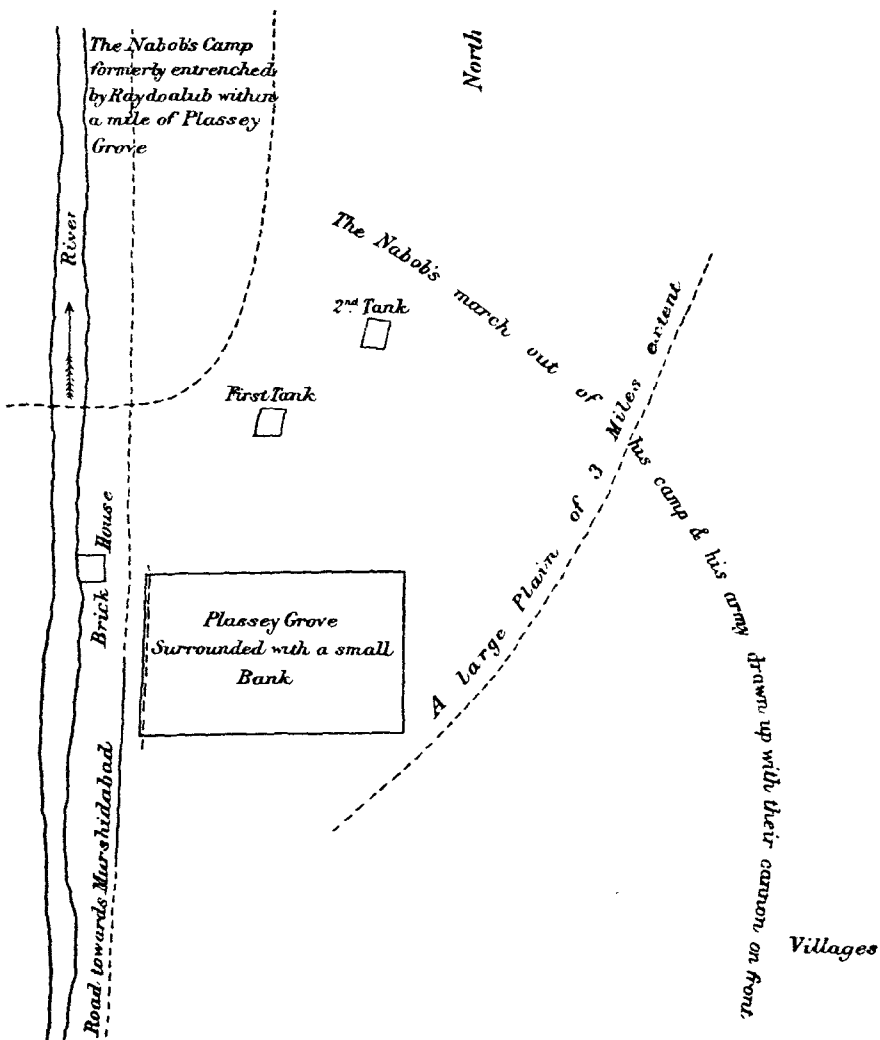 The Nabob's Camp
formerly entrenched
by Raydoalub within
a mile of Plassey
Grove
North
River
The Nabob's march out of his camp & his army drawn up with their cannon on front.
2nd. Tank
First Tank
A large Plain of 3 Miles extent
Brick House
Plassey Grove
Surrounded with a small
Bank
Road towards Murshidabad
Villages